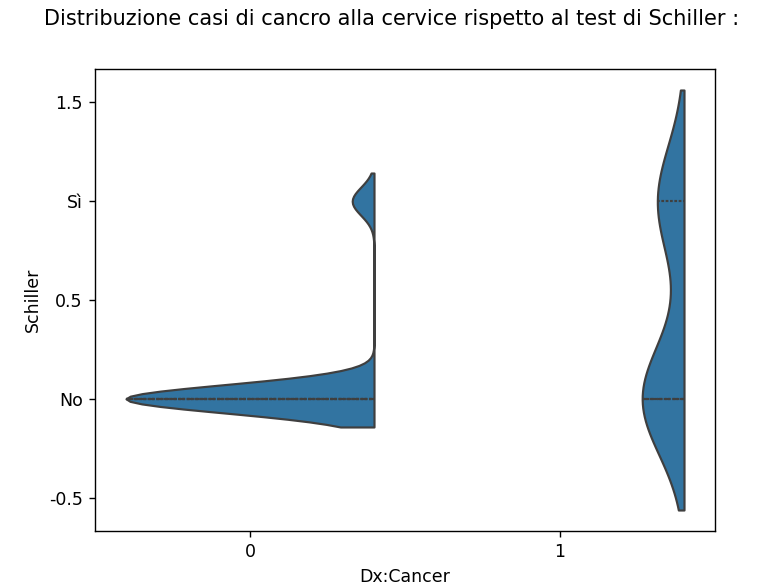 Distribuzione casi di cancro alla cervice rispetto al test di Schiller :
1.5
Sì
0.5
No
-0.5
Schiller
0 1
Dx:Cancer